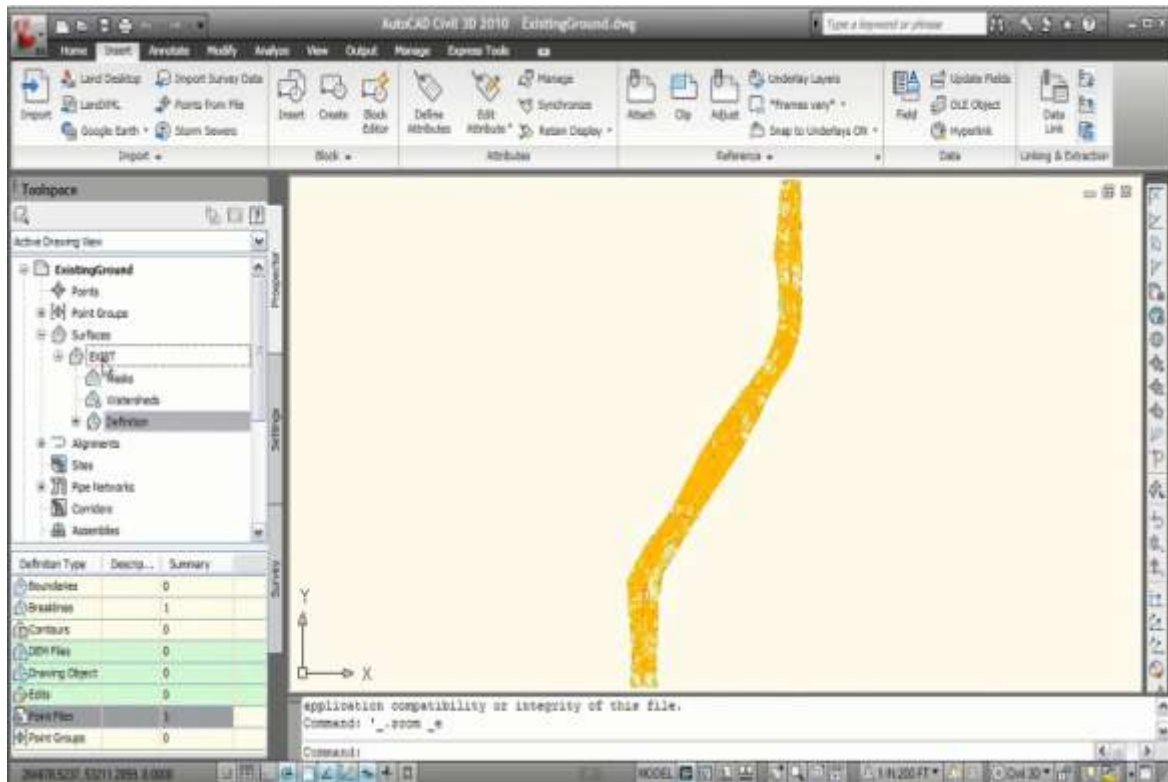 AutoCAD Civil 3D 2010 ExistingGround.dwg
Type a keyword or phrase
Home Insert Annotate Modify Analyze View Output Manage Express Tools
Import
Land Desktop
Import Survey Data
LandXML
Points from File
Google Earth
Storm Sewers
Import
Insert
Create
Block Editor
Block
Define Attributes
Edit Attribute
Manage
Synchronize
Retain Display
Attributes
Attach
Clip
Adjust
Underlay Layers
*Frames vary*
Snap to Underlays ON
Reference
Field
Update Fields
OLE Object
Hyperlink
Data
Data Link
Linking & Extraction
Toolspace
Active Drawing View
ExistingGround
Points
Point Groups
Surfaces
EXIST
Masks
Watersheds
Definition
Alignments
Sites
Pipe Networks
Corridors
Assemblies
Prospector
Settings
Survey
Definition Type Descrip... Summary
Boundaries 0
Breaklines 1
Contours 0
DEM Files 0
Drawing Object 0
Edits 0
Point Files 1
Point Groups 0
Y
X
application compatibility or integrity of this file.
Command: '_.zoom _e
Command:
MODEL
Civil 3D